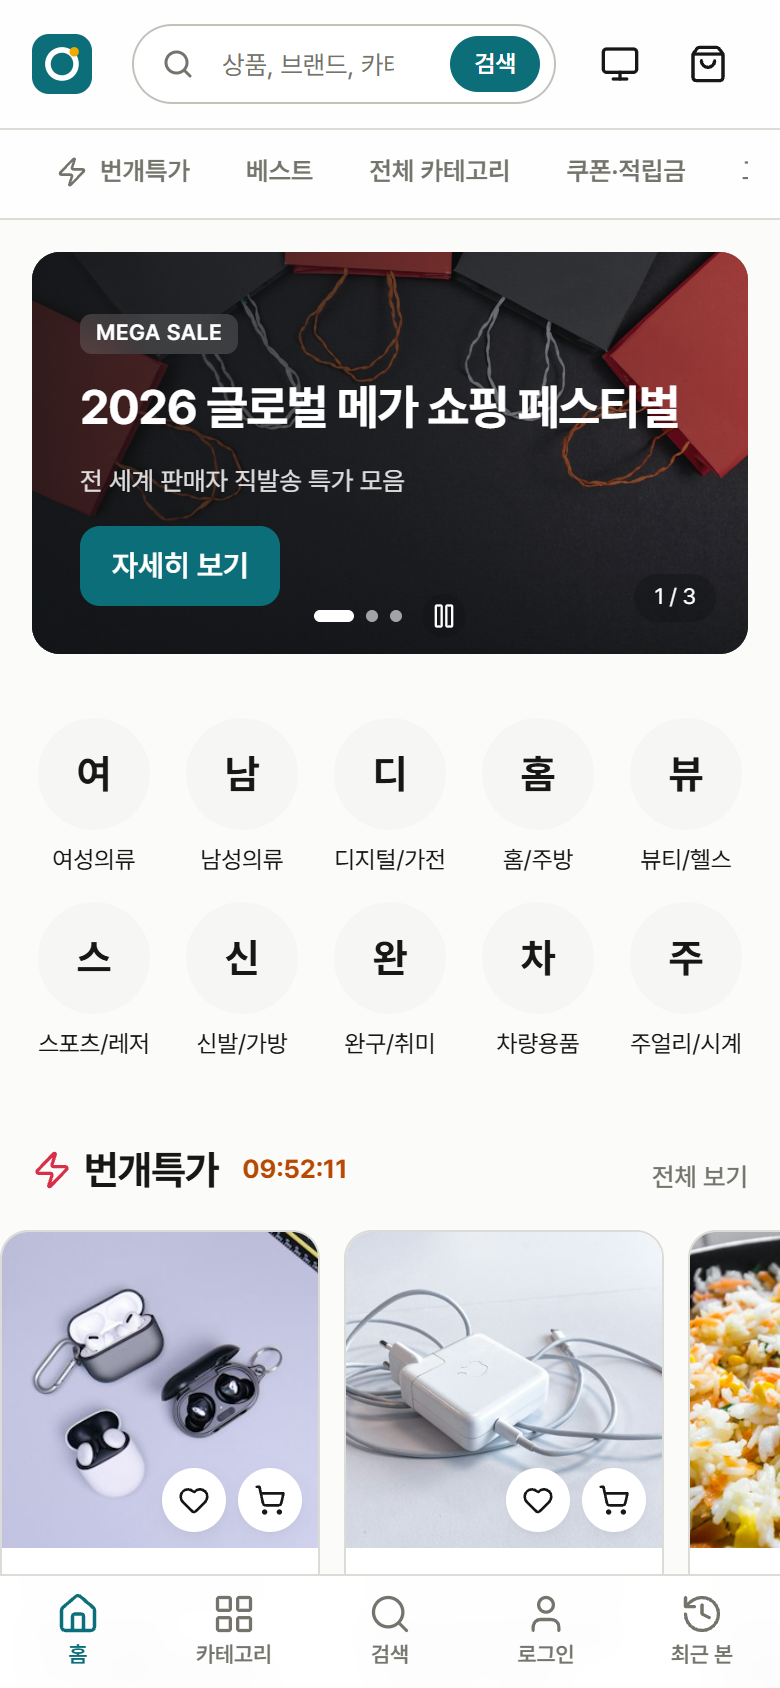 상품, 브랜드, 카
검색
번개특가
베스트
전체 카테고리
쿠폰·적립금
MEGA SALE
2026 글로벌 메가 쇼핑 페스티벌
전 세계 판매자 직발송 특가 모음
자세히 보기
1 / 3
여
남
디
홈
뷰
여성의류
남성의류
디지털/가전
홈/주방
뷰티/헬스
스
신
완
차
주
스포츠/레저
신발/가방
완구/취미
차량용품
주얼리/시계
번개특가
09:52:11
전체 보기
홈
카테고리
검색
로그인
최근 본